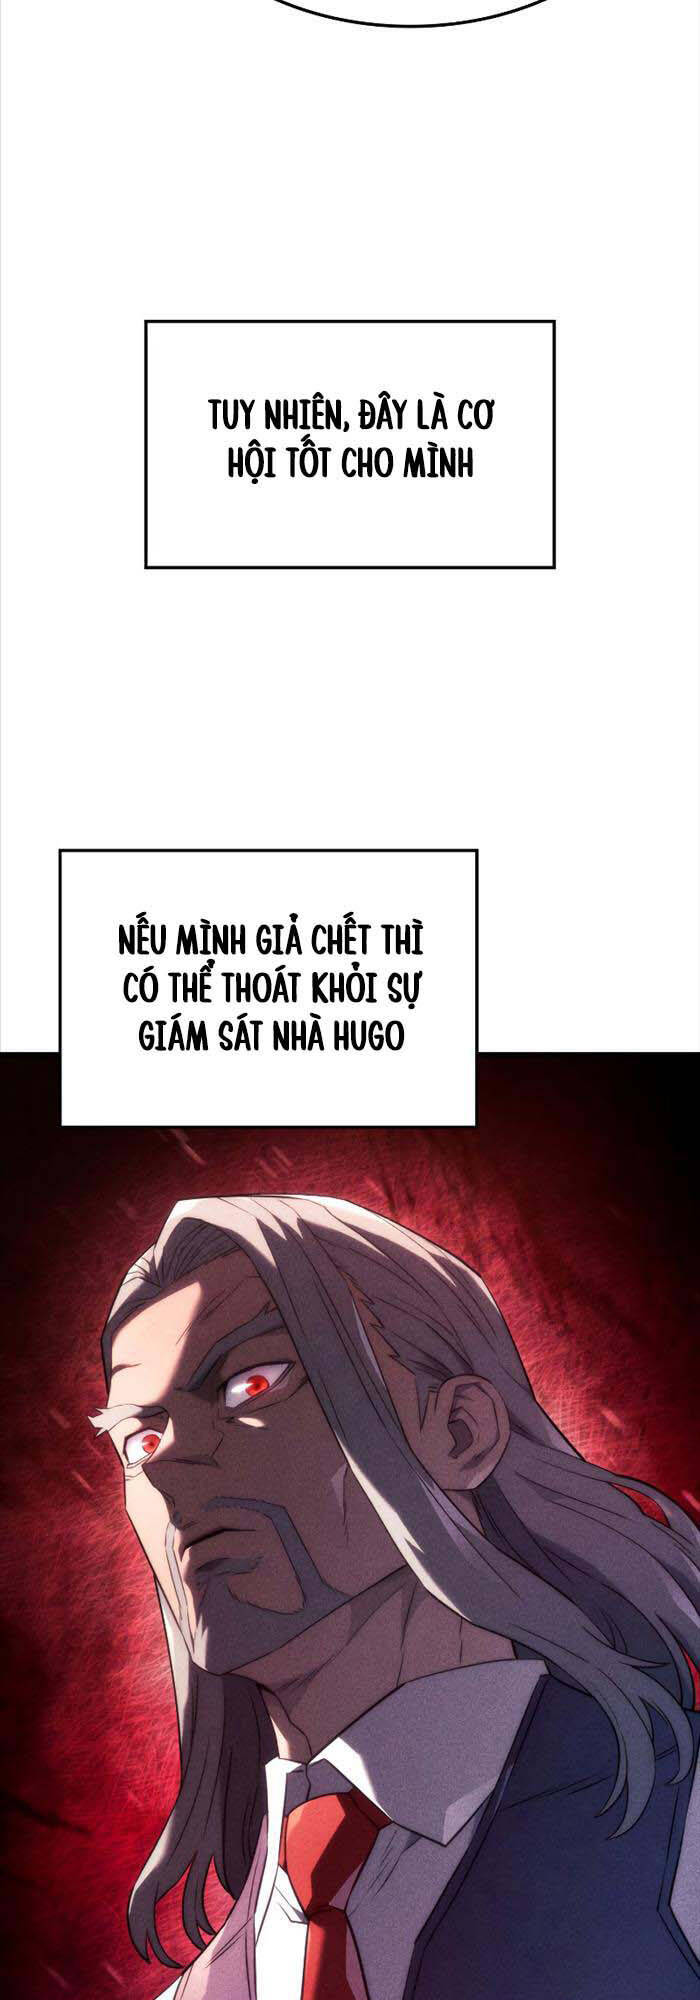 TUY NHIÊN, ĐÂY LÀ CƠ
HỘI TỐT CHO MÌNH
NẾU MÌNH GIẢ CHẾT THÌ
CÓ THỂ THOÁT KHỎI SỰ
GIÁM SÁT NHÀ HUGO